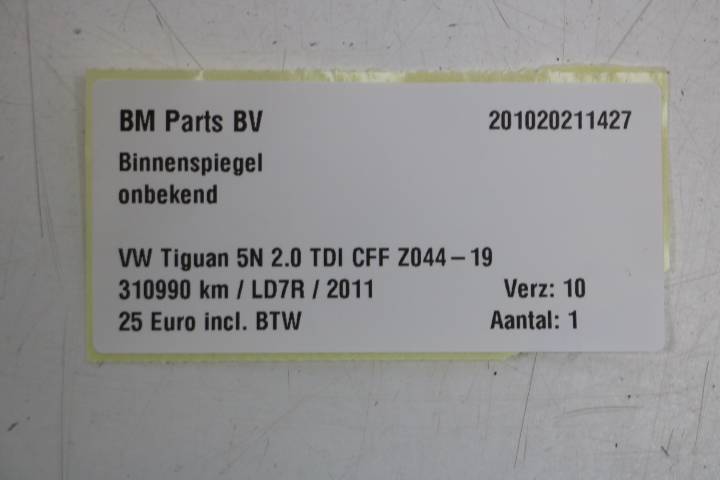 BM Parts BV 201020211427
Binnenspiegel
onbekend
VW Tiguan 5N 2.0 TDI CFF Z044-19
310990 km / LD7R / 2011 Verz: 10
25 Euro incl. BTW Aantal: 1